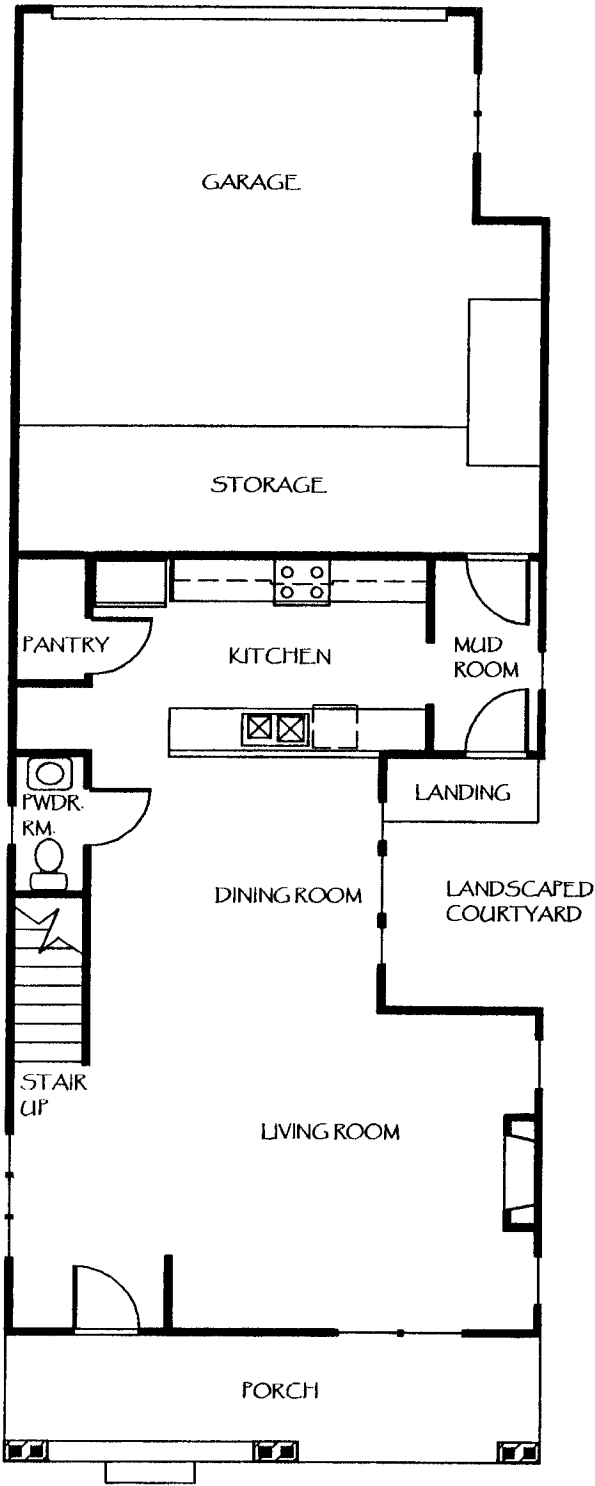 GARAGE
STORAGE
PANTRY
KITCHEN
MUD
ROOM
PWDR.
RM.
LANDING
DINING ROOM
LANDSCAPED
COURTYARD
STAIR
UP
LIVING ROOM
PORCH